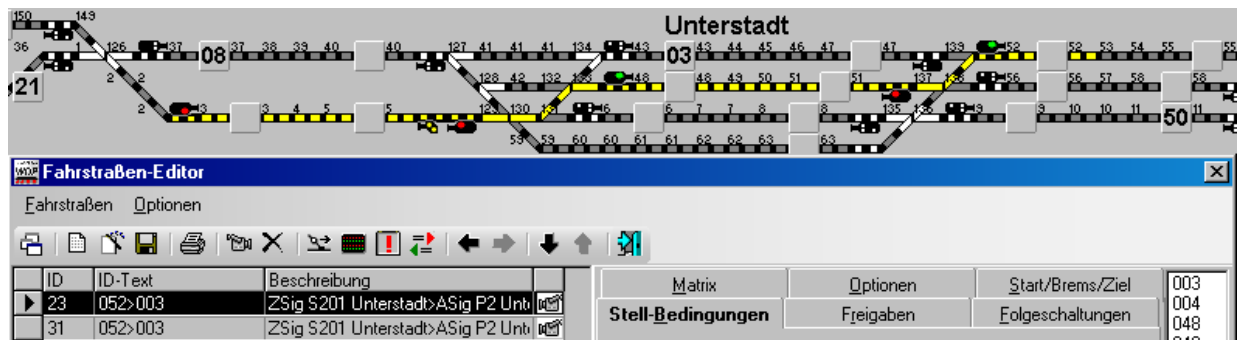 150 149
Unterstadt
36 1 126 37 08 37 38 39 40 40 127 41 41 41 134 43 03 43 44 45 46 47 47 139 52 52 53 54 55 55
21 2 2 128 42 132 48 48 49 50 51 51 137 138 56 56 57 58 58
2 3 3 4 5 5 130 6 6 7 7 8 8 135 136 9 9 10 10 11 50 11
59 59 60 60 61 61 62 62 63 63
Fahrstraßen-Editor
Fahrstraßen Optionen
ID ID-Text Beschreibung Matrix Optionen Start/Brems/Ziel 003
23 052>003 ZSig S201 Unterstadt>ASig P2 Unt 004
Stell-Bedingungen Freigaben Folgeschaltungen 048
31 052>003 ZSig S201 Unterstadt>ASig P2 Unt